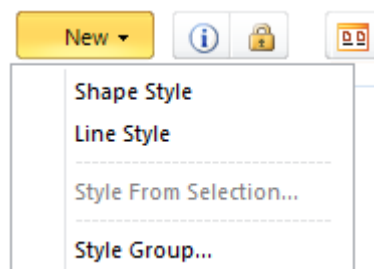 New
Shape Style
Line Style
Style From Selection...
Style Group...